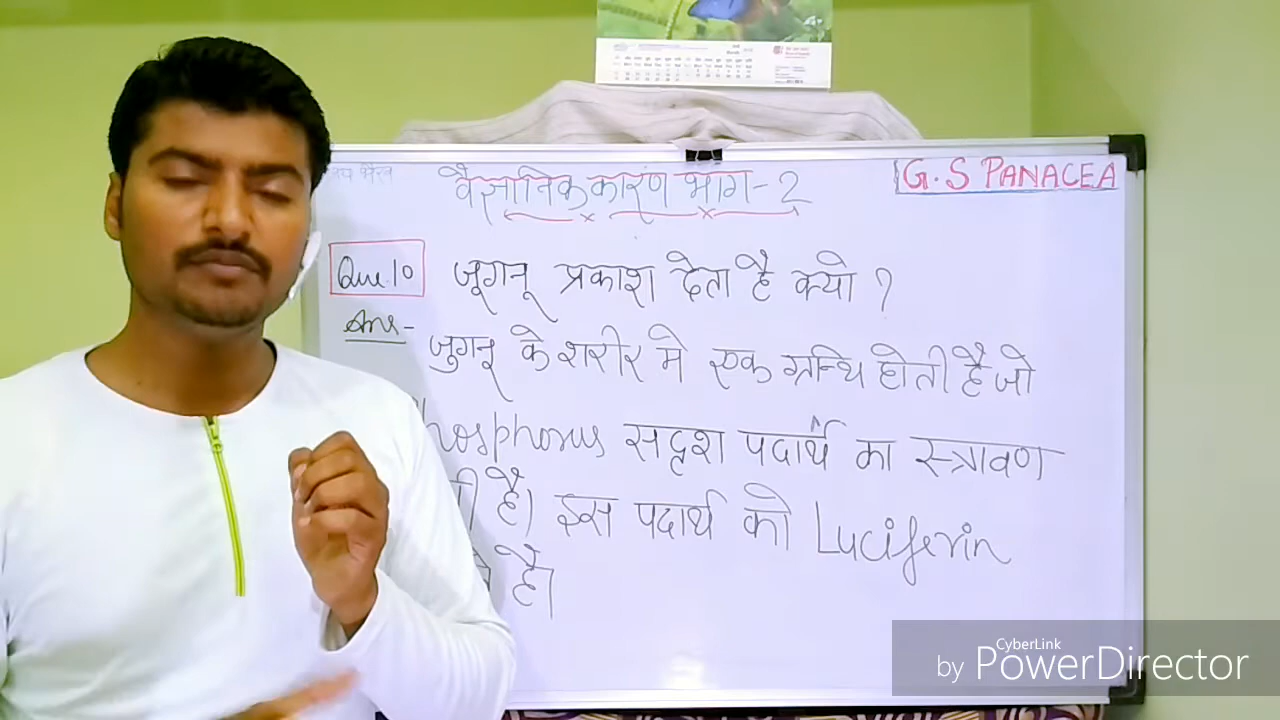 वैज्ञानिक कारण भाग-2
G.S PANACEA
Que.10 जूगनू प्रकाश देता है क्यो ?
Ans- जुगनू के शरीर मे एक ग्रन्थि होती है जो
hosphorus सदृश पदार्थ का स्त्रावण
है। इस पदार्थ को Luciferin
है।
CyberLink
by PowerDirector